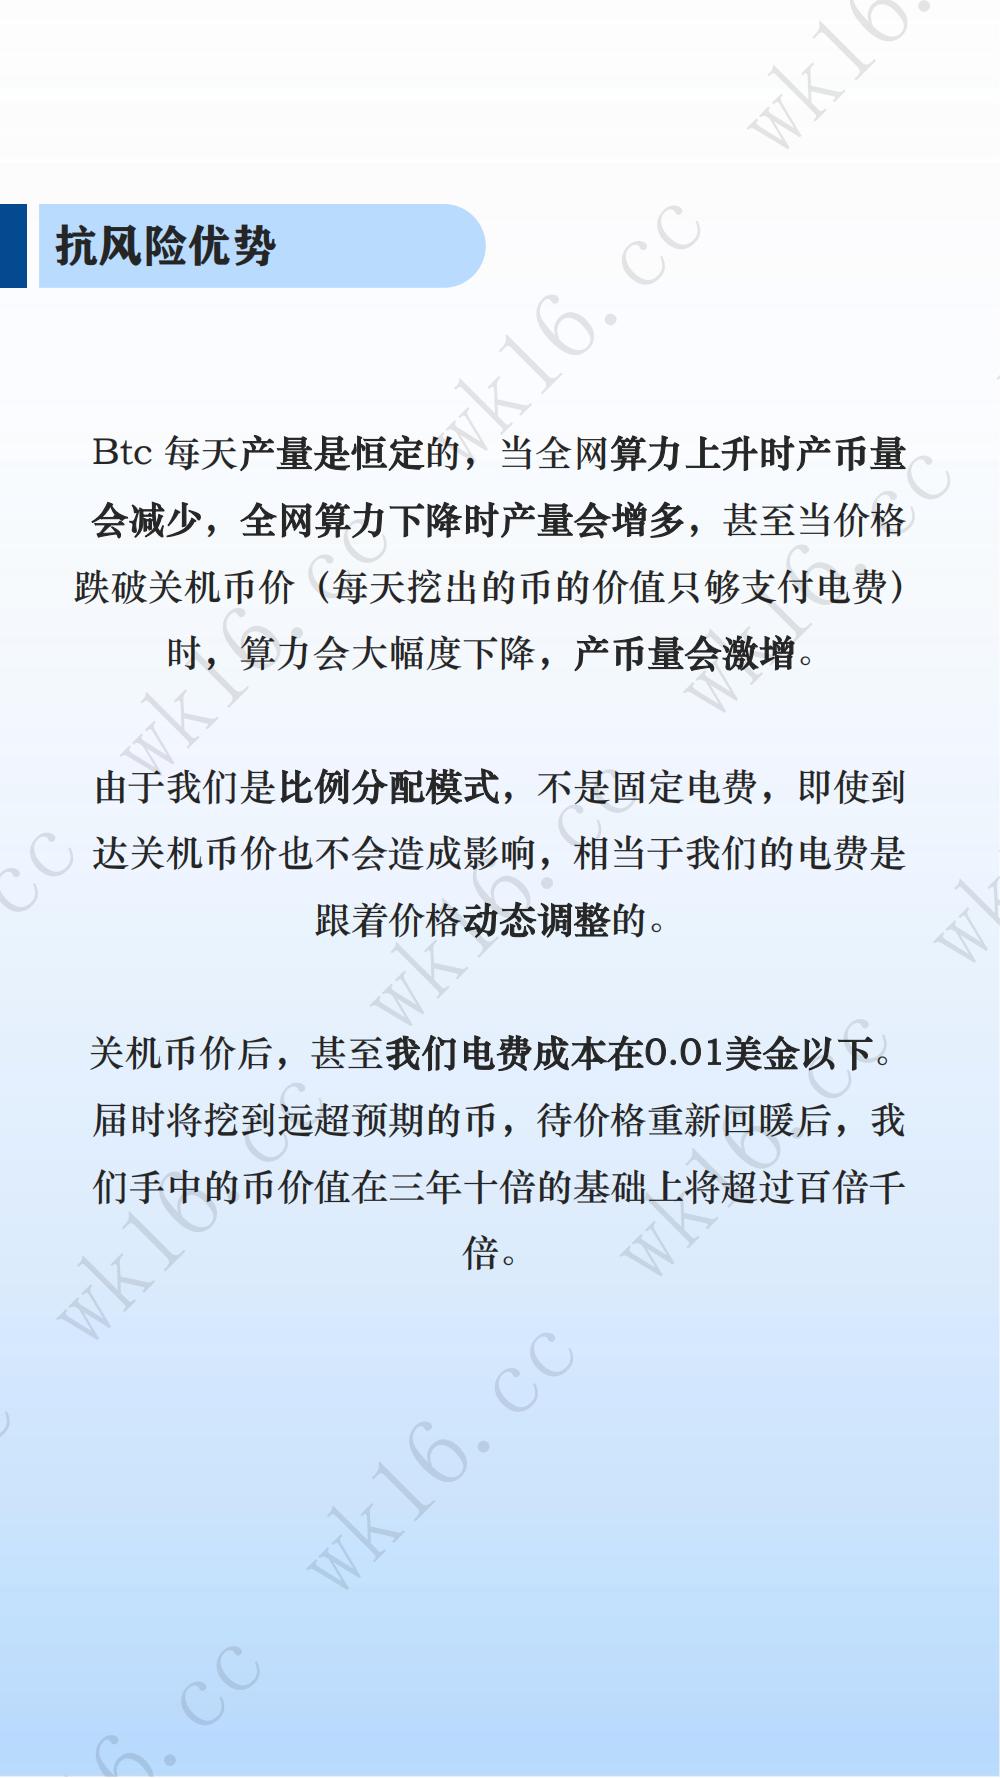 抗风险优势
Btc 每天产量是恒定的，当全网算力上升时产币量
会减少，全网算力下降时产量会增多，甚至当价格
跌破关机币价（每天挖出的币的价值只够支付电费）
时，算力会大幅度下降，产币量会激增。
由于我们是比例分配模式，不是固定电费，即使到
达关机币价也不会造成影响，相当于我们的电费是
跟着价格动态调整的。
关机币价后，甚至我们电费成本在0.01美金以下。
届时将挖到远超预期的币，待价格重新回暖后，我
们手中的币价值在三年十倍的基础上将超过百倍千
倍。
wk16.
wk16.cc
wk16.cc
wk16.cc
.cc
wk16.cc
wk
wk16.cc
wk16.cc
wk16.cc
6.cc